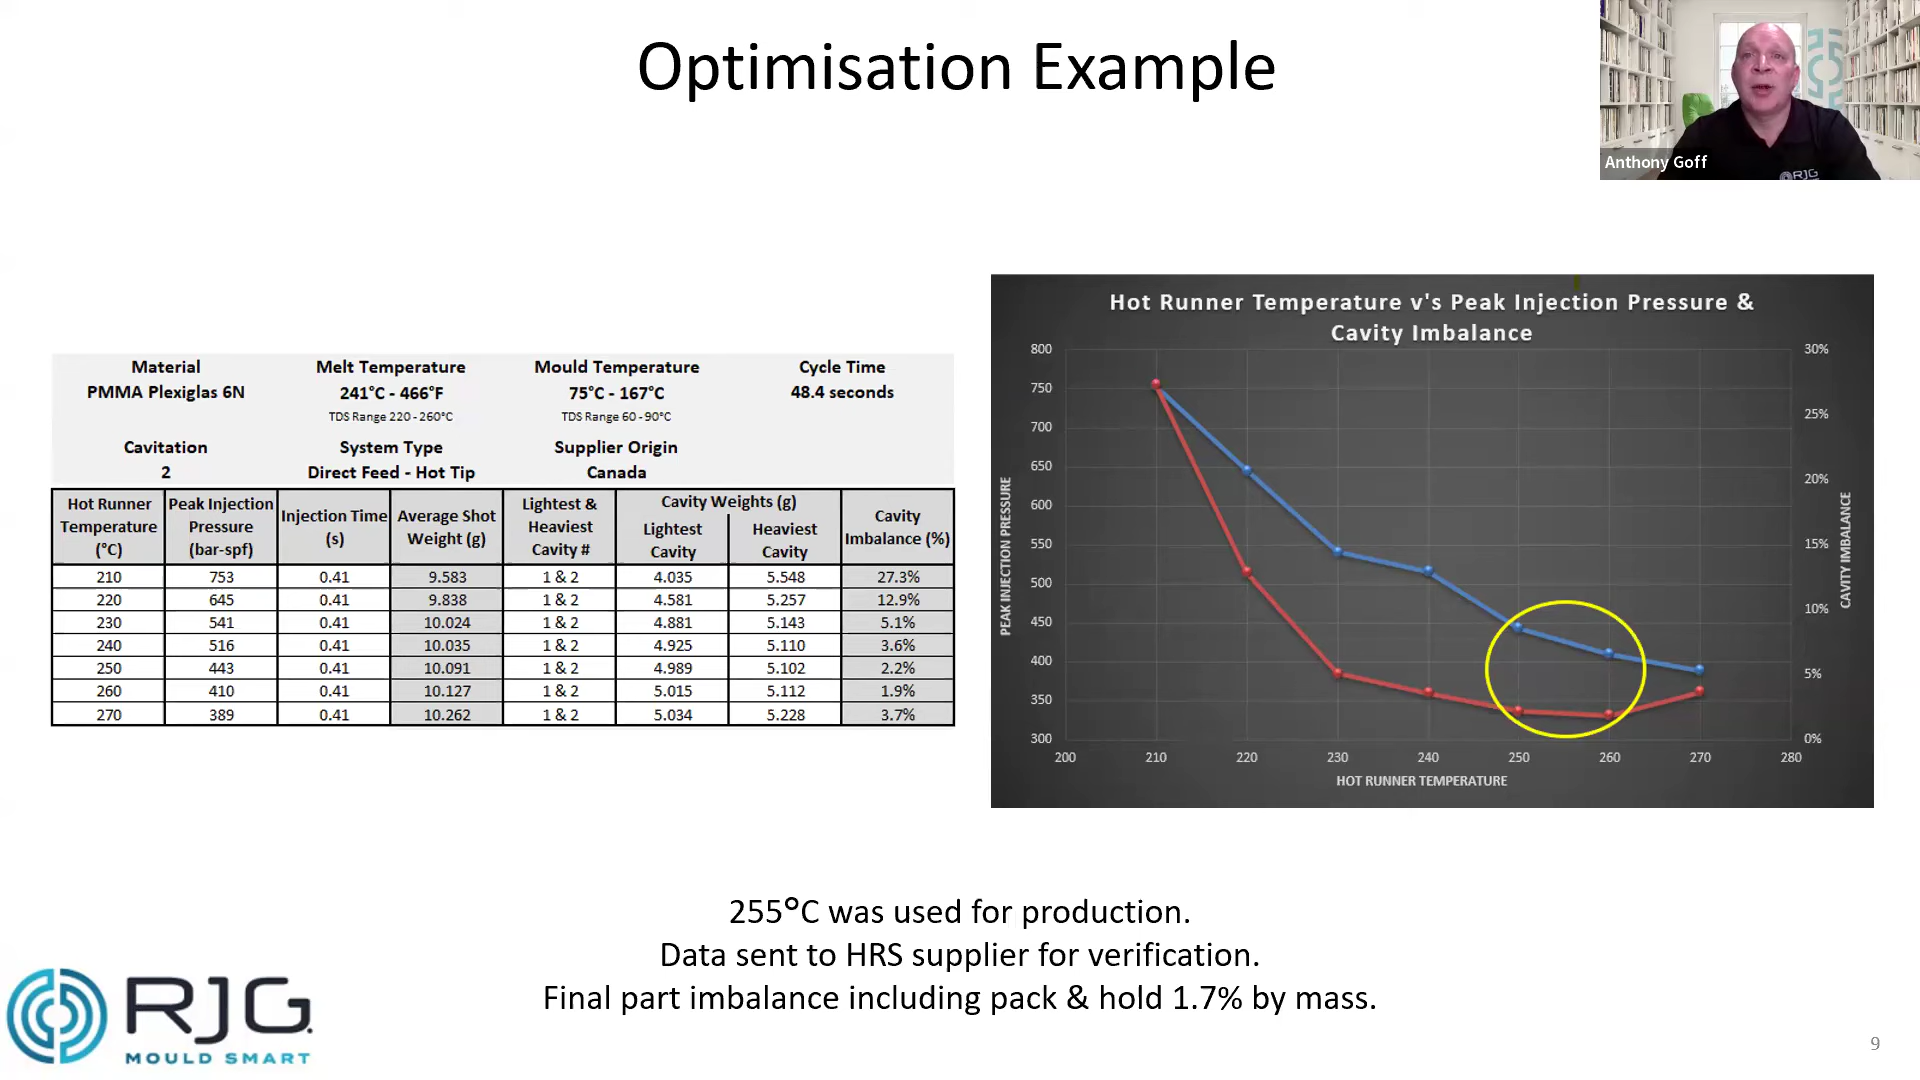 Optimisation Example
Anthony Goff
RJG
Material Melt Temperature Mould Temperature Cycle Time
PMMA Plexiglas 6N 241°C - 466°F 75°C - 167°C 48.4 seconds
TDS Range 220 - 260°C TDS Range 60 - 90°C
Cavitation System Type Supplier Origin
2 Direct Feed - Hot Tip Canada
Hot Runner Temperature (°C) Peak Injection Pressure (bar-spf) Injection Time (s) Average Shot Weight (g) Lightest & Heaviest Cavity # Cavity Weights (g) Lightest Cavity Heaviest Cavity Cavity Imbalance (%)
210 753 0.41 9.583 1 & 2 4.035 5.548 27.3%
220 645 0.41 9.838 1 & 2 4.581 5.257 12.9%
230 541 0.41 10.024 1 & 2 4.881 5.143 5.1%
240 516 0.41 10.035 1 & 2 4.925 5.110 3.6%
250 443 0.41 10.091 1 & 2 4.989 5.102 2.2%
260 410 0.41 10.127 1 & 2 5.015 5.112 1.9%
270 389 0.41 10.262 1 & 2 5.034 5.228 3.7%
Hot Runner Temperature v's Peak Injection Pressure &
Cavity Imbalance
PEAK INJECTION PRESSURE
800
750
700
650
600
550
500
450
400
350
300
30%
25%
20%
15%
10%
5%
0%
CAVITY IMBALANCE
200 210 220 230 240 250 260 270 280
HOT RUNNER TEMPERATURE
255°C was used for production.
Data sent to HRS supplier for verification.
Final part imbalance including pack & hold 1.7% by mass.
RJG.
MOULD SMART
9